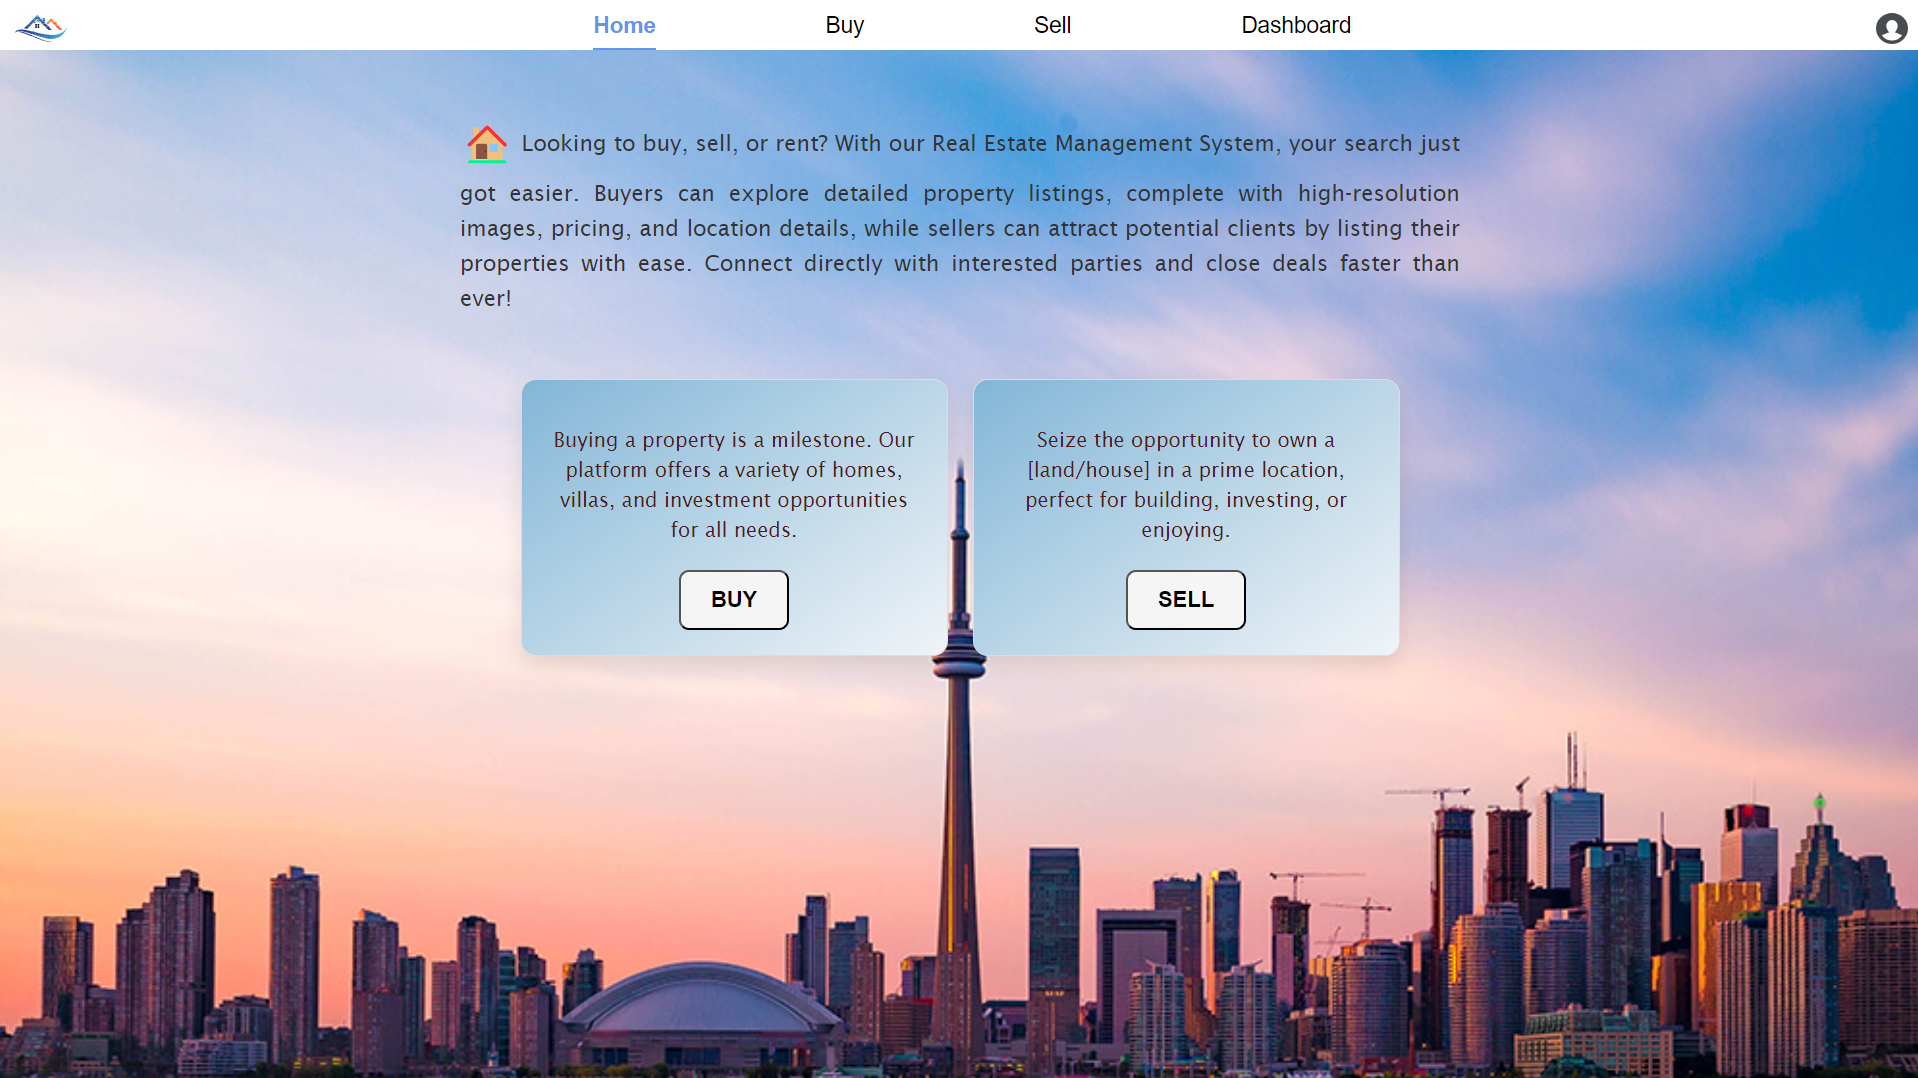 Home
Buy
Sell
Dashboard
Looking to buy, sell, or rent? With our Real Estate Management System, your search just
got easier. Buyers can explore detailed property listings, complete with high-resolution
images, pricing, and location details, while sellers can attract potential clients by listing their
properties with ease. Connect directly with interested parties and close deals faster than
ever!
Buying a property is a milestone. Our
platform offers a variety of homes,
villas, and investment opportunities
for all needs.
BUY
Seize the opportunity to own a
[land/house] in a prime location,
perfect for building, investing, or
enjoying.
SELL